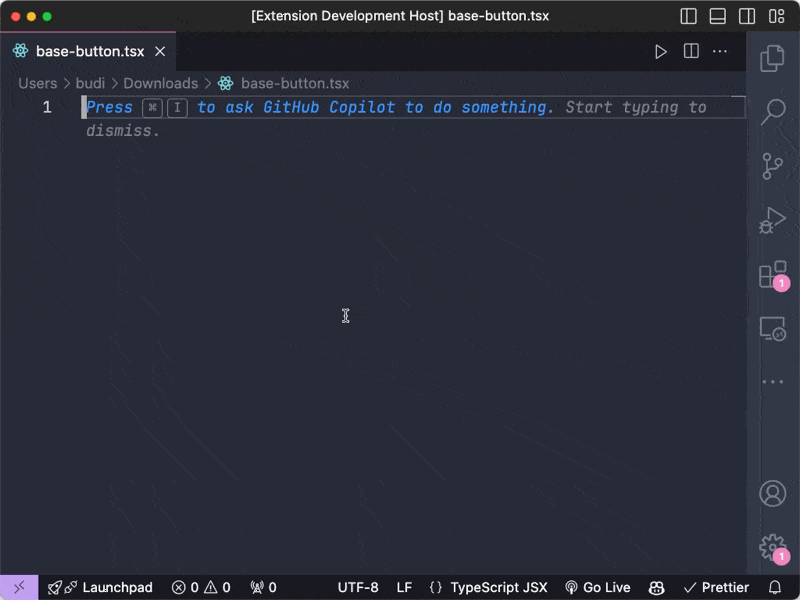 [Extension Development Host] base-button.tsx
base-button.tsx
Users > budi > Downloads > base-button.tsx
1 Press ⌘ I to ask GitHub Copilot to do something. Start typing to
dismiss.
1
1
Launchpad 0 0 0 UTF-8 LF {} TypeScript JSX Go Live Prettier